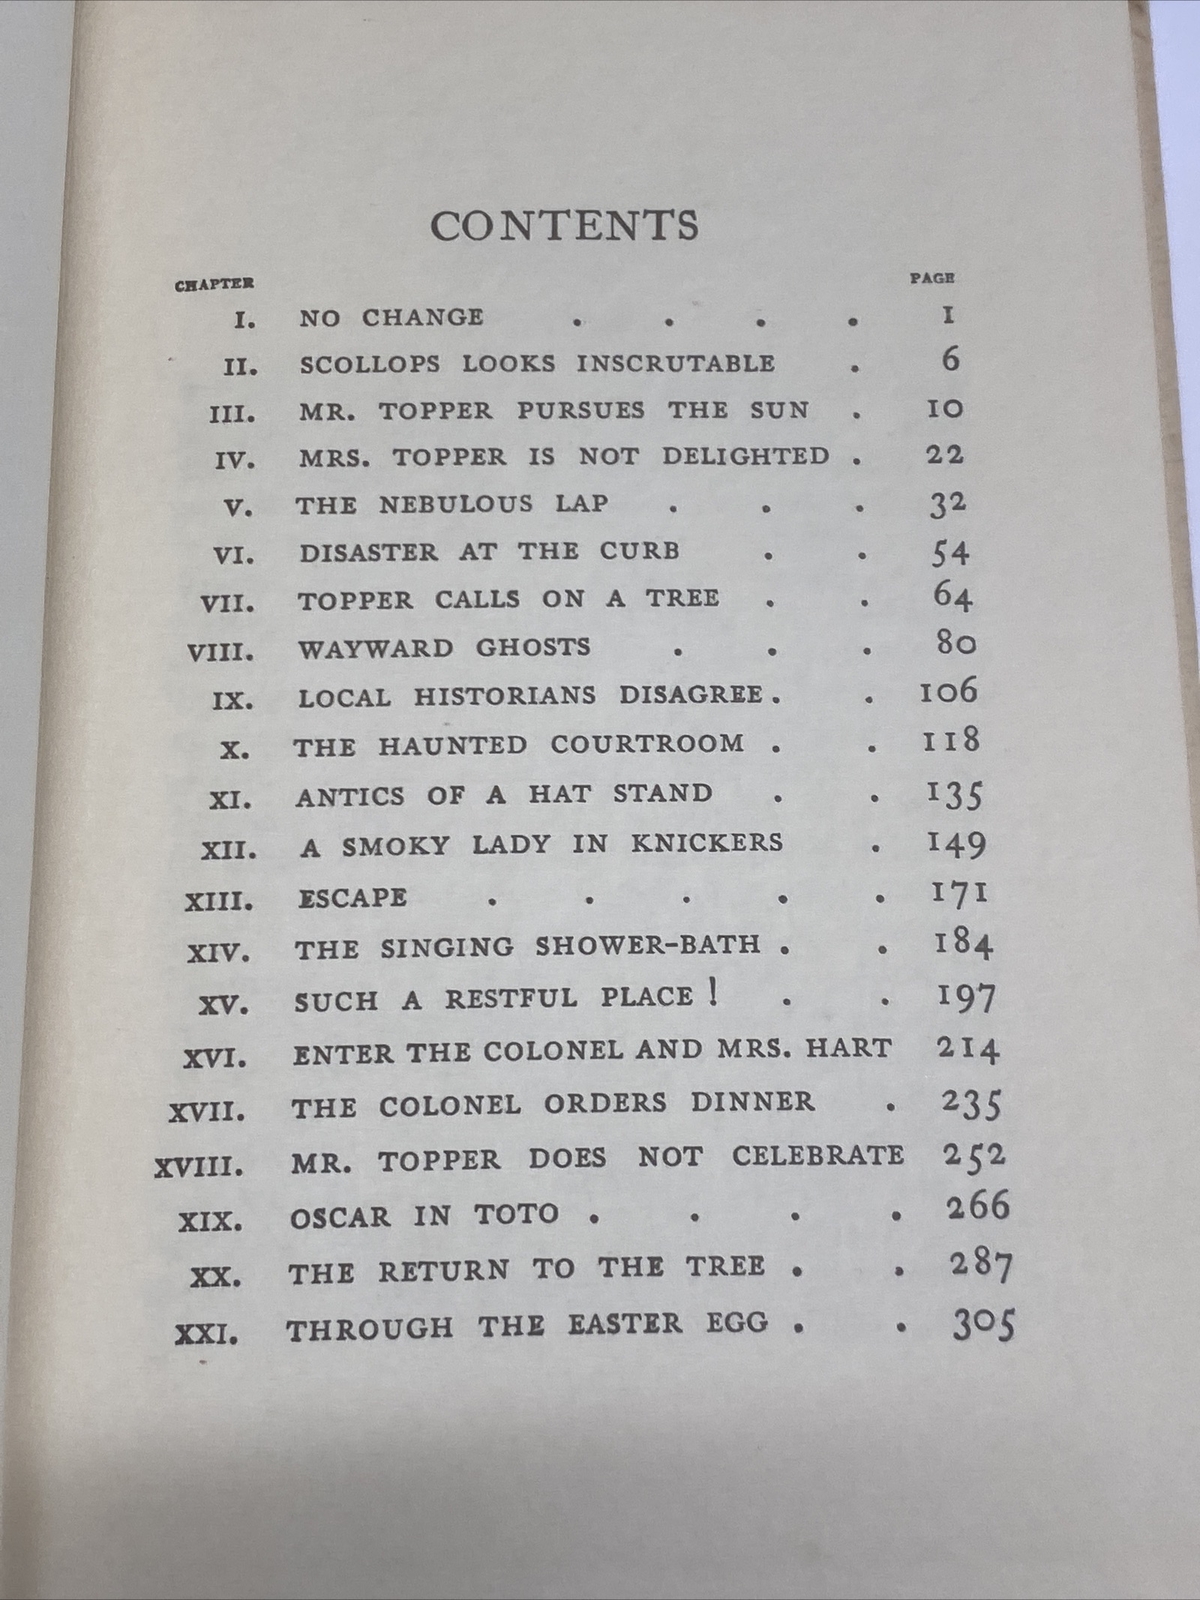 CONTENTS
CHAPTER PAGE
I. NO CHANGE . . . . 1
II. SCOLLOPS LOOKS INSCRUTABLE . 6
III. MR. TOPPER PURSUES THE SUN . 10
IV. MRS. TOPPER IS NOT DELIGHTED . 22
V. THE NEBULOUS LAP . . . 32
VI. DISASTER AT THE CURB . . 54
VII. TOPPER CALLS ON A TREE . . 64
VIII. WAYWARD GHOSTS . . . 80
IX. LOCAL HISTORIANS DISAGREE . . 106
X. THE HAUNTED COURTROOM . . 118
XI. ANTICS OF A HAT STAND . . 135
XII. A SMOKY LADY IN KNICKERS . 149
XIII. ESCAPE . . . . . 171
XIV. THE SINGING SHOWER-BATH . . 184
XV. SUCH A RESTFUL PLACE ! . . 197
XVI. ENTER THE COLONEL AND MRS. HART 214
XVII. THE COLONEL ORDERS DINNER . 235
XVIII. MR. TOPPER DOES NOT CELEBRATE 252
XIX. OSCAR IN TOTO . . . . 266
XX. THE RETURN TO THE TREE . . 287
XXI. THROUGH THE EASTER EGG . . 305